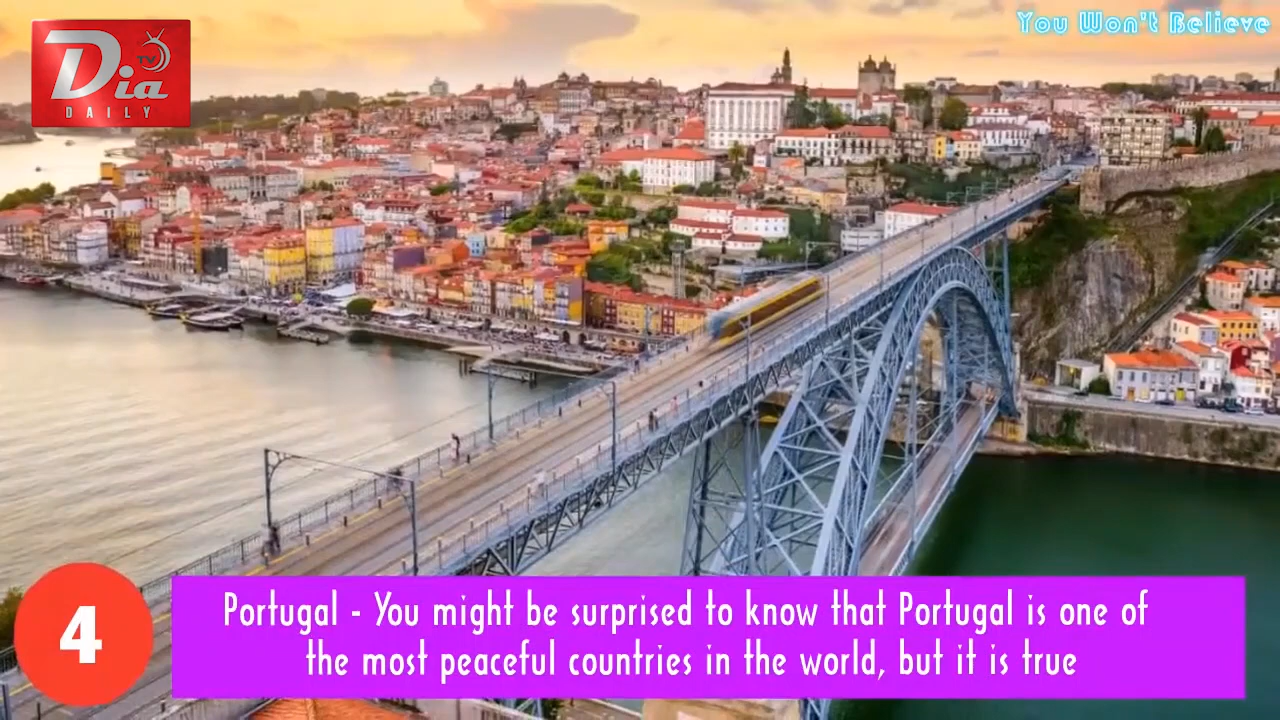 You Won't Believe
Dia
TV
DAILY
4
Portugal - You might be surprised to know that Portugal is one of
the most peaceful countries in the world, but it is true